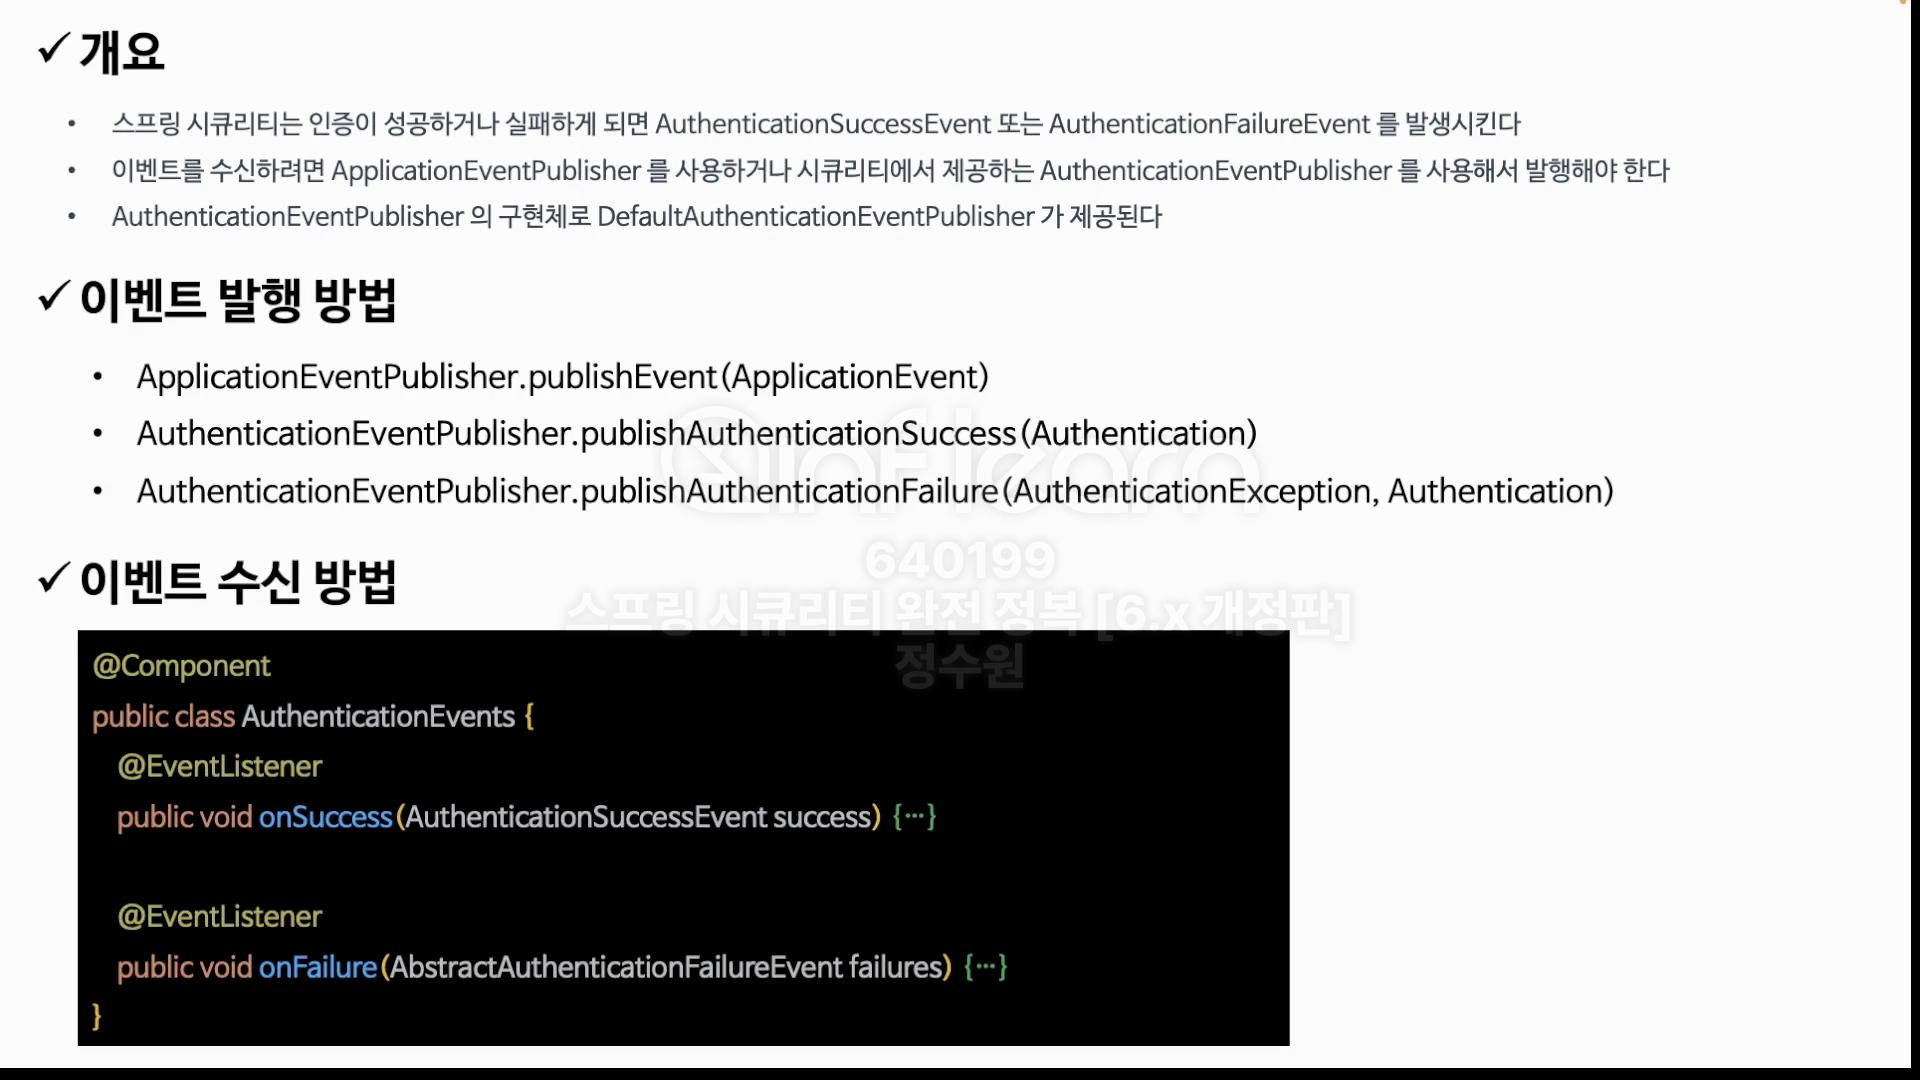 ✓ 개요
• 스프링 시큐리티는 인증이 성공하거나 실패하게 되면 AuthenticationSuccessEvent 또는 AuthenticationFailureEvent 를 발생시킨다
• 이벤트를 수신하려면 ApplicationEventPublisher 를 사용하거나 시큐리티에서 제공하는 AuthenticationEventPublisher 를 사용해서 발행해야 한다
• AuthenticationEventPublisher 의 구현체로 DefaultAuthenticationEventPublisher 가 제공된다
✓ 이벤트 발행 방법
• ApplicationEventPublisher.publishEvent(ApplicationEvent)
• AuthenticationEventPublisher.publishAuthenticationSuccess(Authentication)
• AuthenticationEventPublisher.publishAuthenticationFailure(AuthenticationException, Authentication)
inflearn
640199
스프링 시큐리티 완전 정복 [6.x 개정판]
정수원
✓ 이벤트 수신 방법
@Component
public class AuthenticationEvents {
@EventListener
public void onSuccess(AuthenticationSuccessEvent success) {···}
@EventListener
public void onFailure(AbstractAuthenticationFailureEvent failures) {···}
}